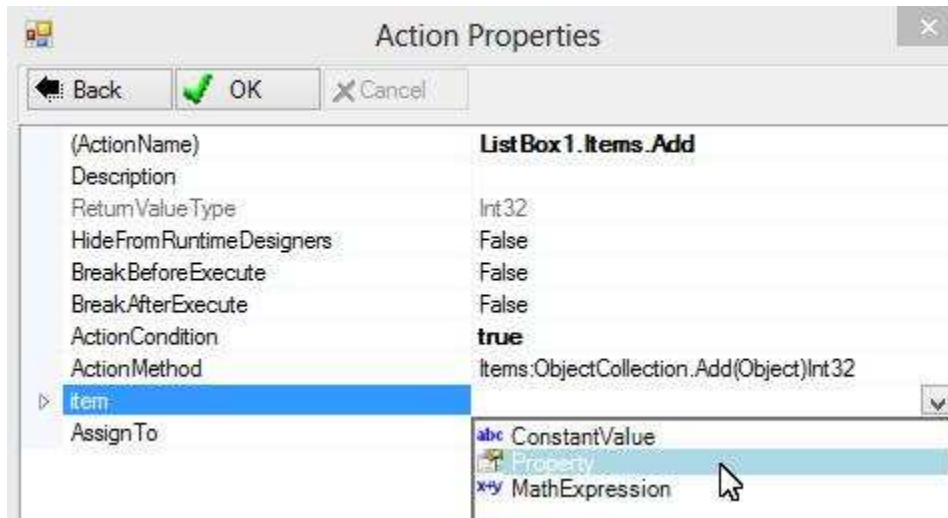 Action Properties
Back OK Cancel
(ActionName) ListBox1.Items.Add
Description
ReturnValueType Int32
HideFromRuntimeDesigners False
BreakBeforeExecute False
BreakAfterExecute False
ActionCondition true
ActionMethod Items:ObjectCollection.Add(Object)Int32
item
AssignTo
abc ConstantValue
Property
x+y MathExpression